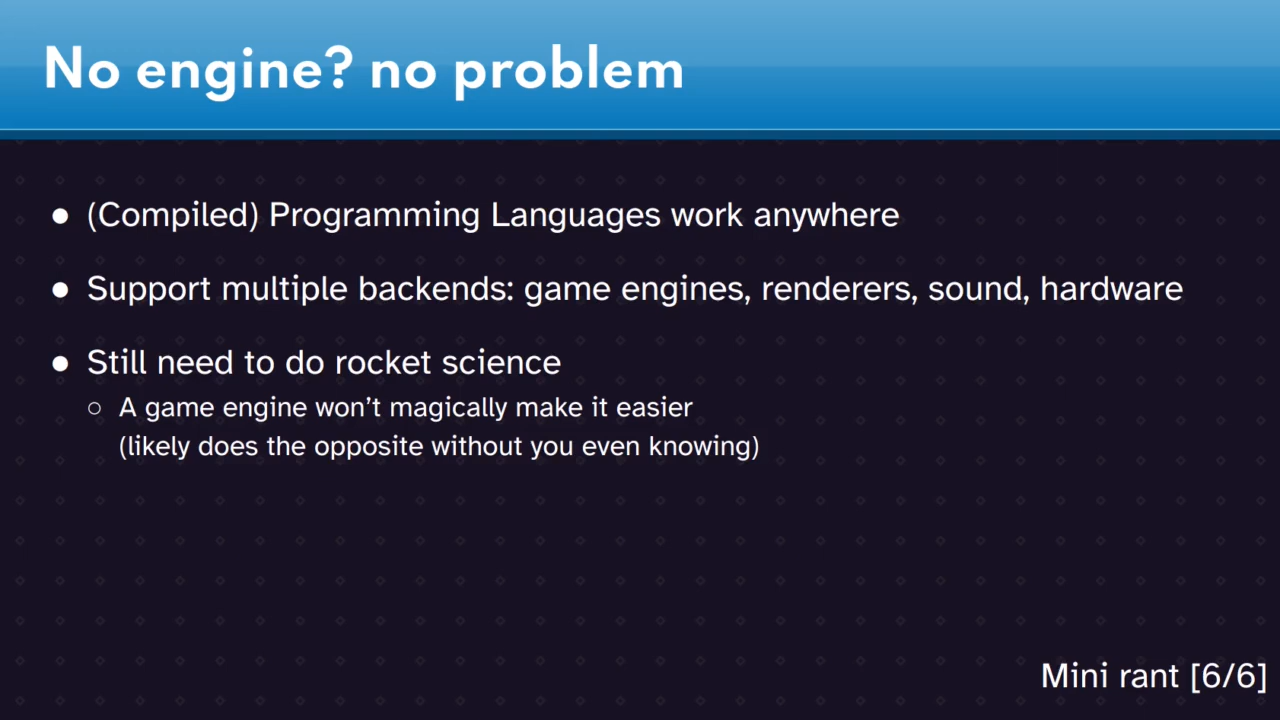 No engine? no problem
● (Compiled) Programming Languages work anywhere
● Support multiple backends: game engines, renderers, sound, hardware
● Still need to do rocket science
○ A game engine won’t magically make it easier
(likely does the opposite without you even knowing)
Mini rant [6/6]